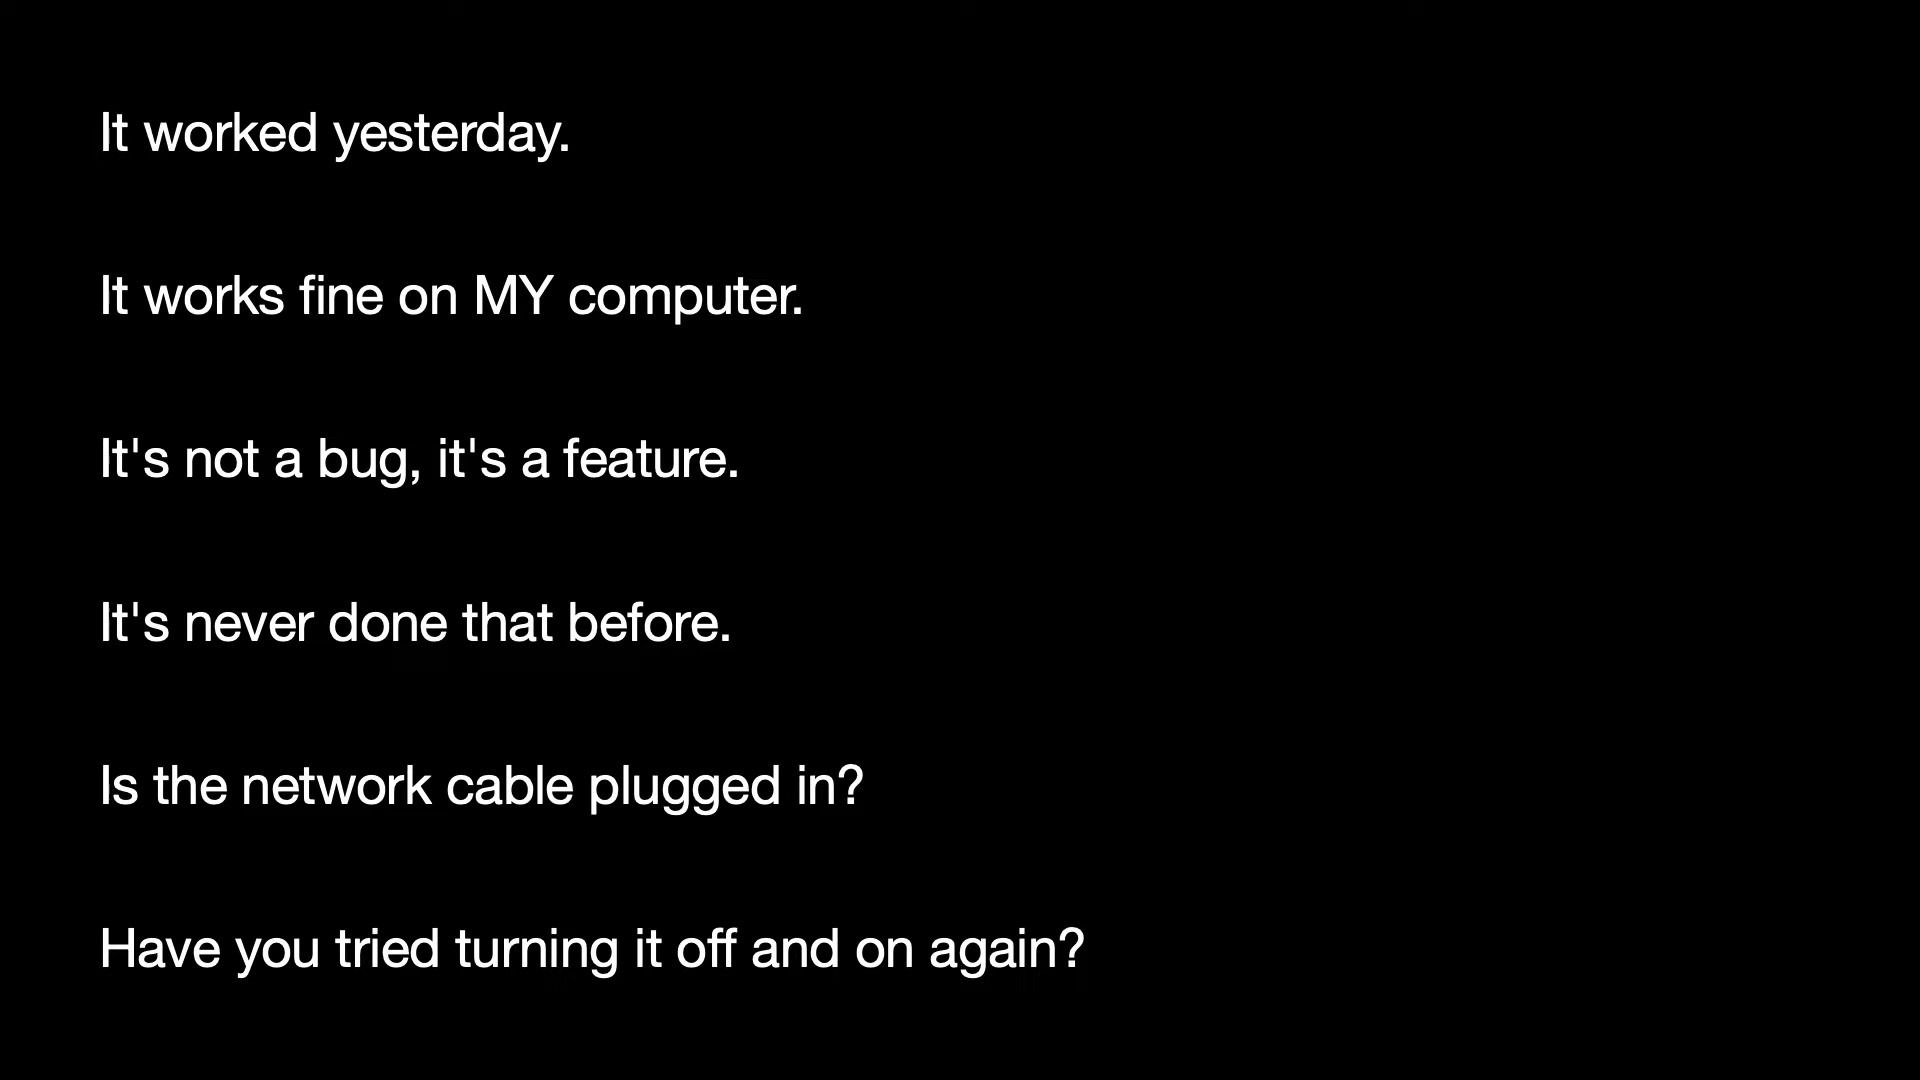 It worked yesterday.
It works fine on MY computer.
It's not a bug, it's a feature.
It's never done that before.
Is the network cable plugged in?
Have you tried turning it off and on again?